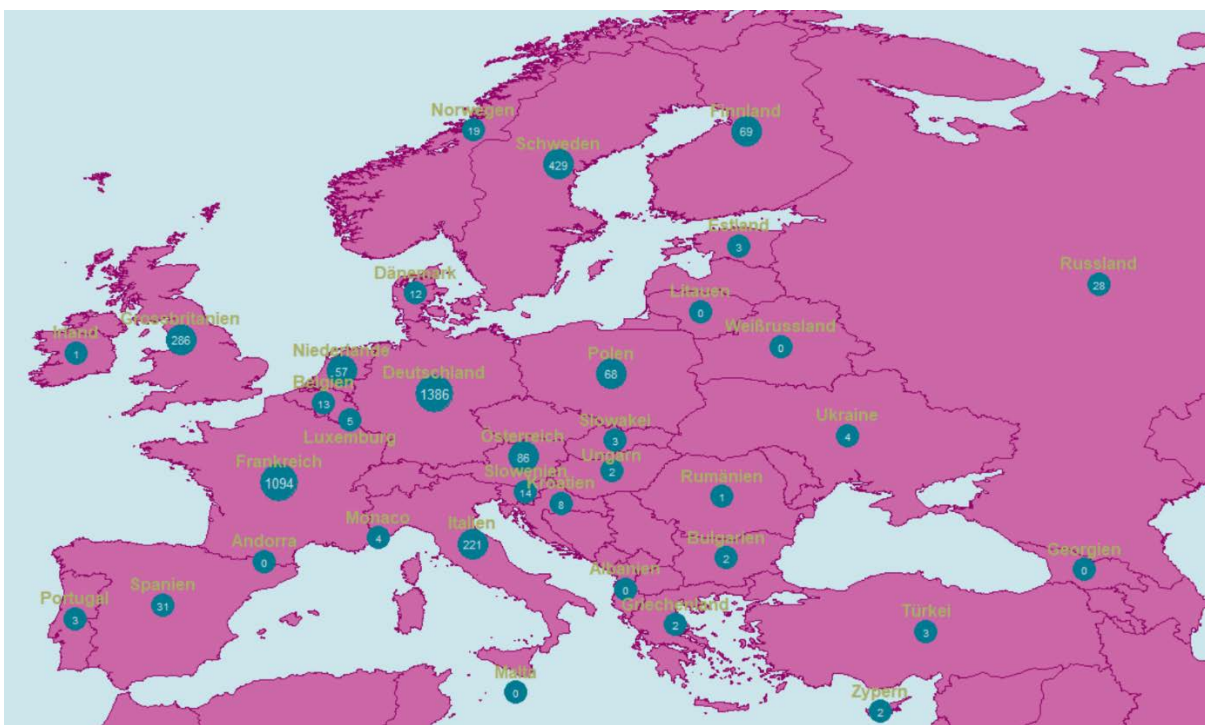 Norwegen
19
Finnland
69
Schweden
429
Estland
3
Russland
28
Dänemark
12
Litauen
0
Weißrussland
0
Irland
1
Grossbritanien
286
Niederlande
57
Belgien
13
Deutschland
1386
Polen
68
5
Luxemburg
Ukraine
4
Slowakei
3
Österreich
86
Ungarn
2
Frankreich
1094
Slowenien
14
Kroatien
8
Rumänien
1
Monaco
4
Italien
221
Andorra
0
Bulgarien
2
Georgien
0
Albanien
0
Portugal
3
Spanien
31
Griechenland
2
Türkei
3
Malta
0
Zypern
2